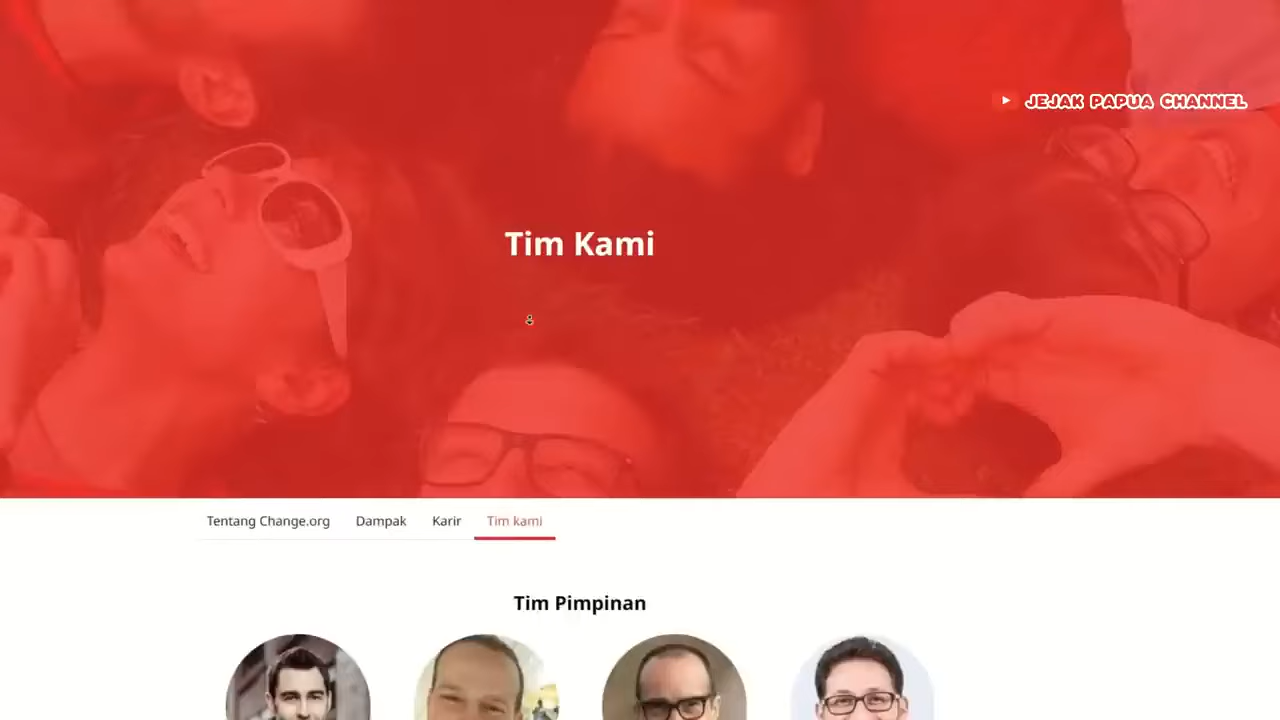 JEJAK PAPUA CHANNEL
Tim Kami
Tentang Change.org Dampak Karir Tim kami
Tim Pimpinan